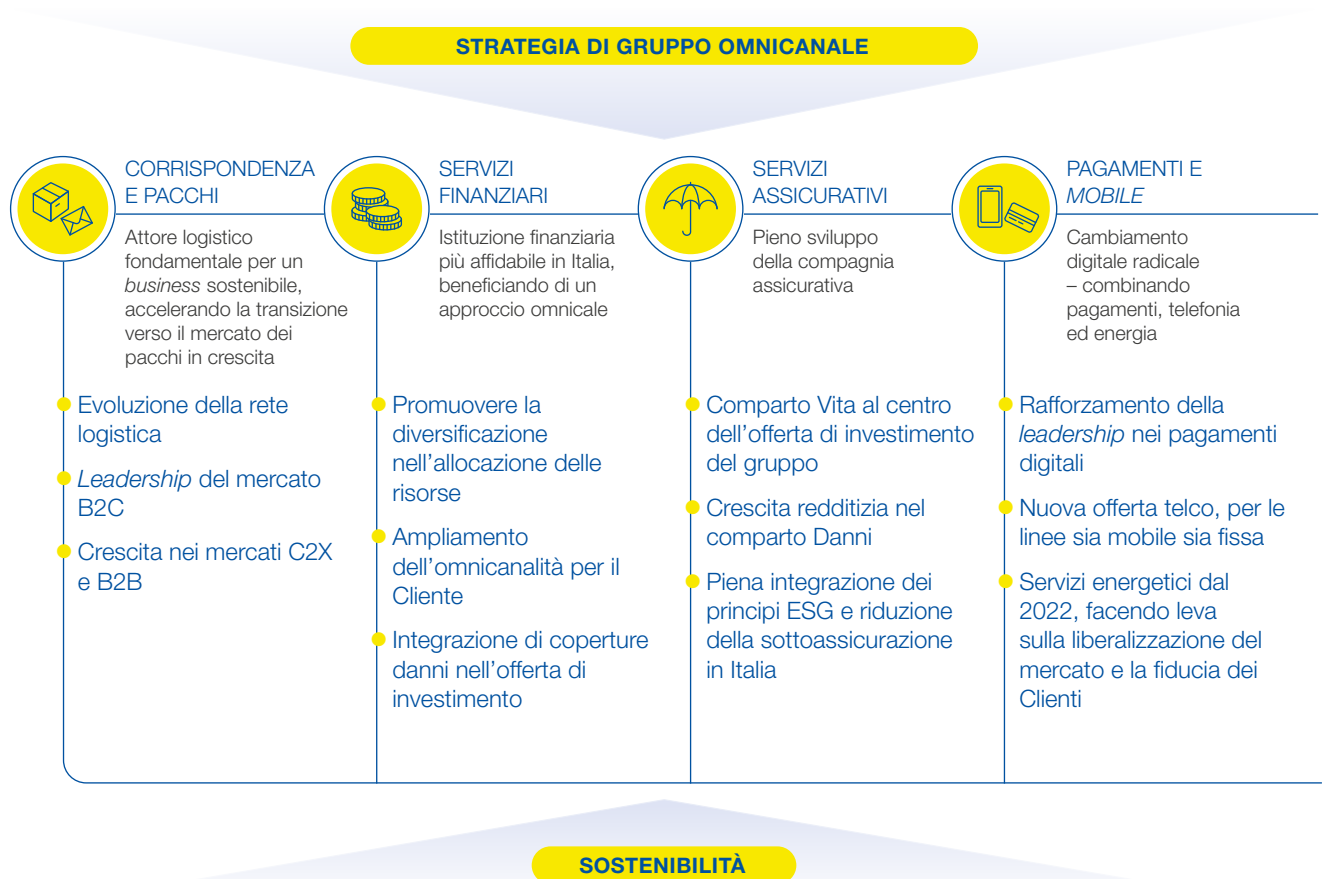 STRATEGIA DI GRUPPO OMNICANALE
CORRISPONDENZA
E PACCHI
Attore logistico
fondamentale per un
business sostenibile,
accelerando la transizione
verso il mercato dei
pacchi in crescita
Evoluzione della rete
logistica
Leadership del mercato
B2C
Crescita nei mercati C2X
e B2B
SERVIZI
FINANZIARI
Istituzione finanziaria
più affidabile in Italia,
beneficiando di un
approccio omnicale
Promuovere la
diversificazione
nell'allocazione delle
risorse
Ampliamento
dell'omnicanalità per il
Cliente
Integrazione di coperture
danni nell'offerta di
investimento
SERVIZI
ASSICURATIVI
Pieno sviluppo
della compagnia
assicurativa
Comparto Vita al centro
dell'offerta di investimento
del gruppo
Crescita redditizia nel
comparto Danni
Piena integrazione dei
principi ESG e riduzione
della sottoassicurazione
in Italia
PAGAMENTI E
MOBILE
Cambiamento
digitale radicale
– combinando
pagamenti, telefonia
ed energia
Rafforzamento della
leadership nei pagamenti
digitali
Nuova offerta telco, per le
linee sia mobile sia fissa
Servizi energetici dal
2022, facendo leva
sulla liberalizzazione del
mercato e la fiducia dei
Clienti
SOSTENIBILITÀ